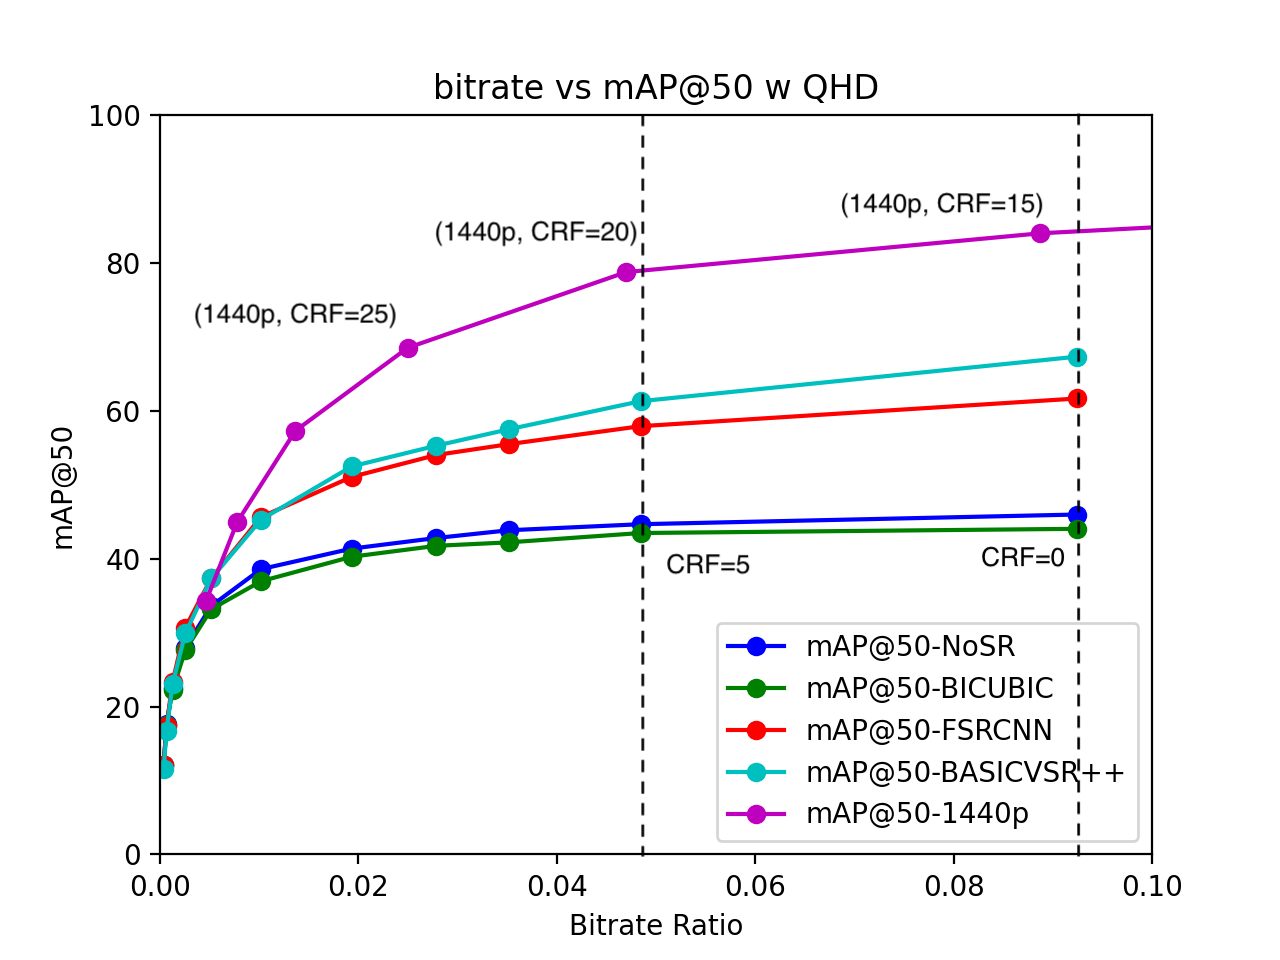 bitrate vs mAP@50 w QHD
100
80
60
40
20
0
mAP@50
(1440p, CRF=15)
(1440p, CRF=20)
(1440p, CRF=25)
CRF=5
CRF=0
mAP@50-NoSR
mAP@50-BICUBIC
mAP@50-FSRCNN
mAP@50-BASICVSR++
mAP@50-1440p
0.00 0.02 0.04 0.06 0.08 0.10
Bitrate Ratio